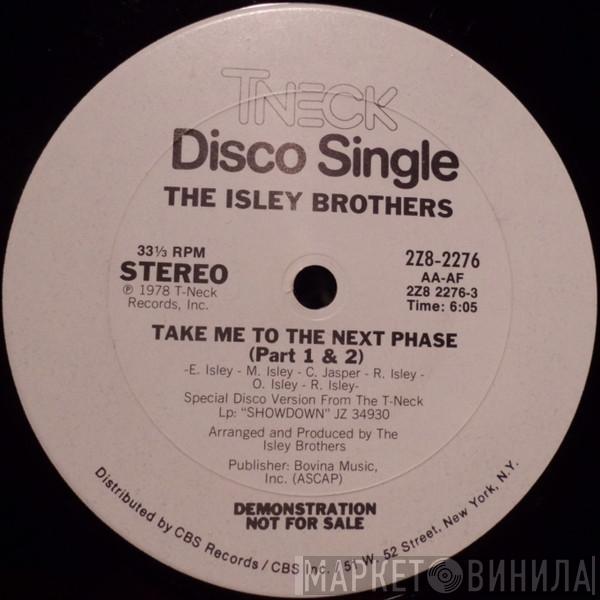 TNECK
Disco Single
THE ISLEY BROTHERS
33⅓ RPM
STEREO
℗ 1978 T-Neck
Records, Inc.
2Z8-2276
AA-AF
2Z8 2276-3
Time: 6:05
TAKE ME TO THE NEXT PHASE
(Part 1 & 2)
-E. Isley - M. Isley - C. Jasper - R. Isley -
O. Isley - R. Isley-
Special Disco Version From The T-Neck
Lp: "SHOWDOWN" JZ 34930
Arranged and Produced by The
Isley Brothers
Publisher: Bovina Music,
Inc. (ASCAP)
DEMONSTRATION
NOT FOR SALE
Distributed by CBS Records / CBS Inc. / 51 W. 52 Street, New York, N.Y.
МАРКЕТ ВИНИЛА